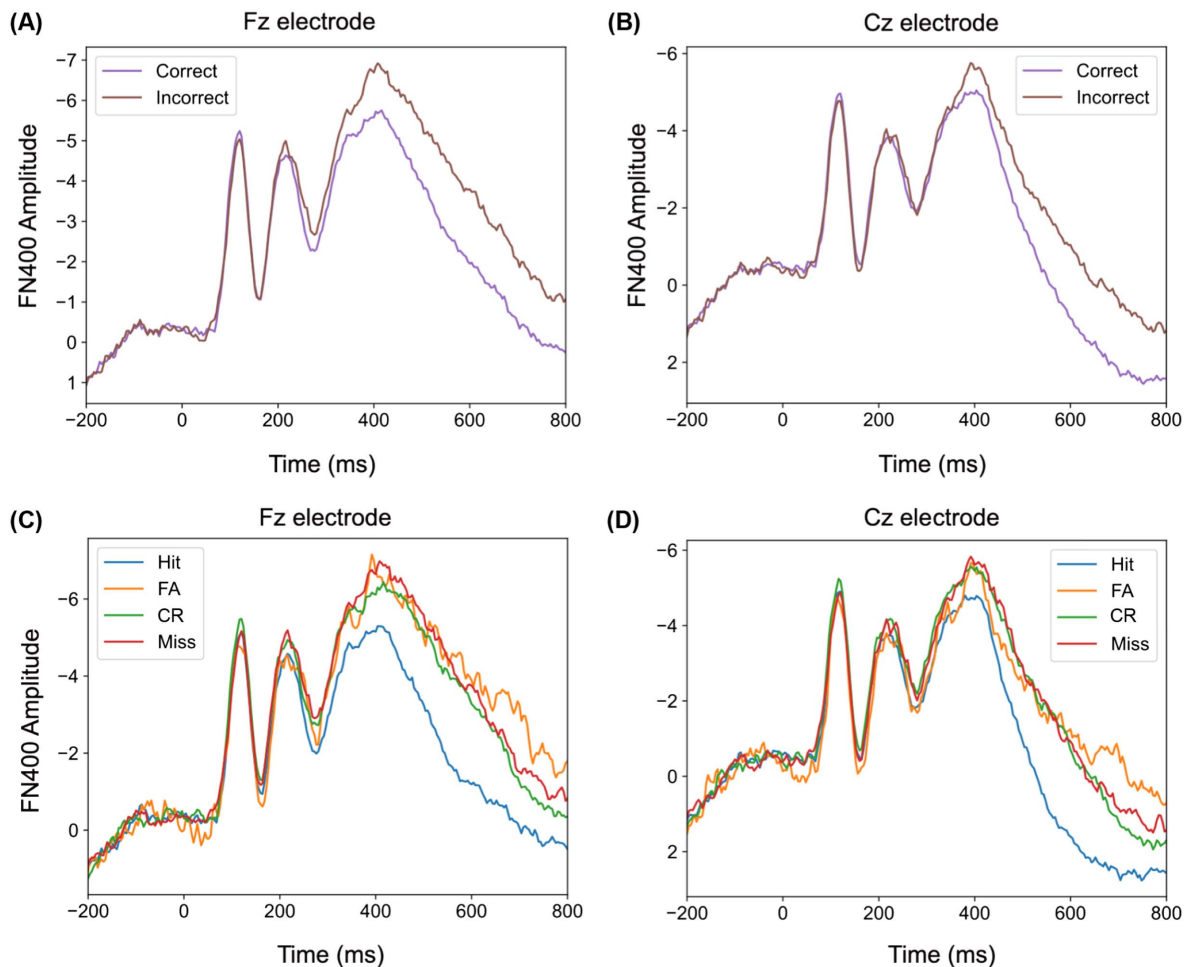 (A)
Fz electrode
−7
−6
−5
−4
−3
−2
−1
0
1
FN400 Amplitude
Correct
Incorrect
−200 0 200 400 600 800
Time (ms)
(B)
Cz electrode
−6
−4
−2
0
2
FN400 Amplitude
Correct
Incorrect
−200 0 200 400 600 800
Time (ms)
(C)
Fz electrode
−6
−4
−2
0
FN400 Amplitude
Hit
FA
CR
Miss
−200 0 200 400 600 800
Time (ms)
(D)
Cz electrode
−6
−4
−2
0
2
FN400 Amplitude
Hit
FA
CR
Miss
−200 0 200 400 600 800
Time (ms)